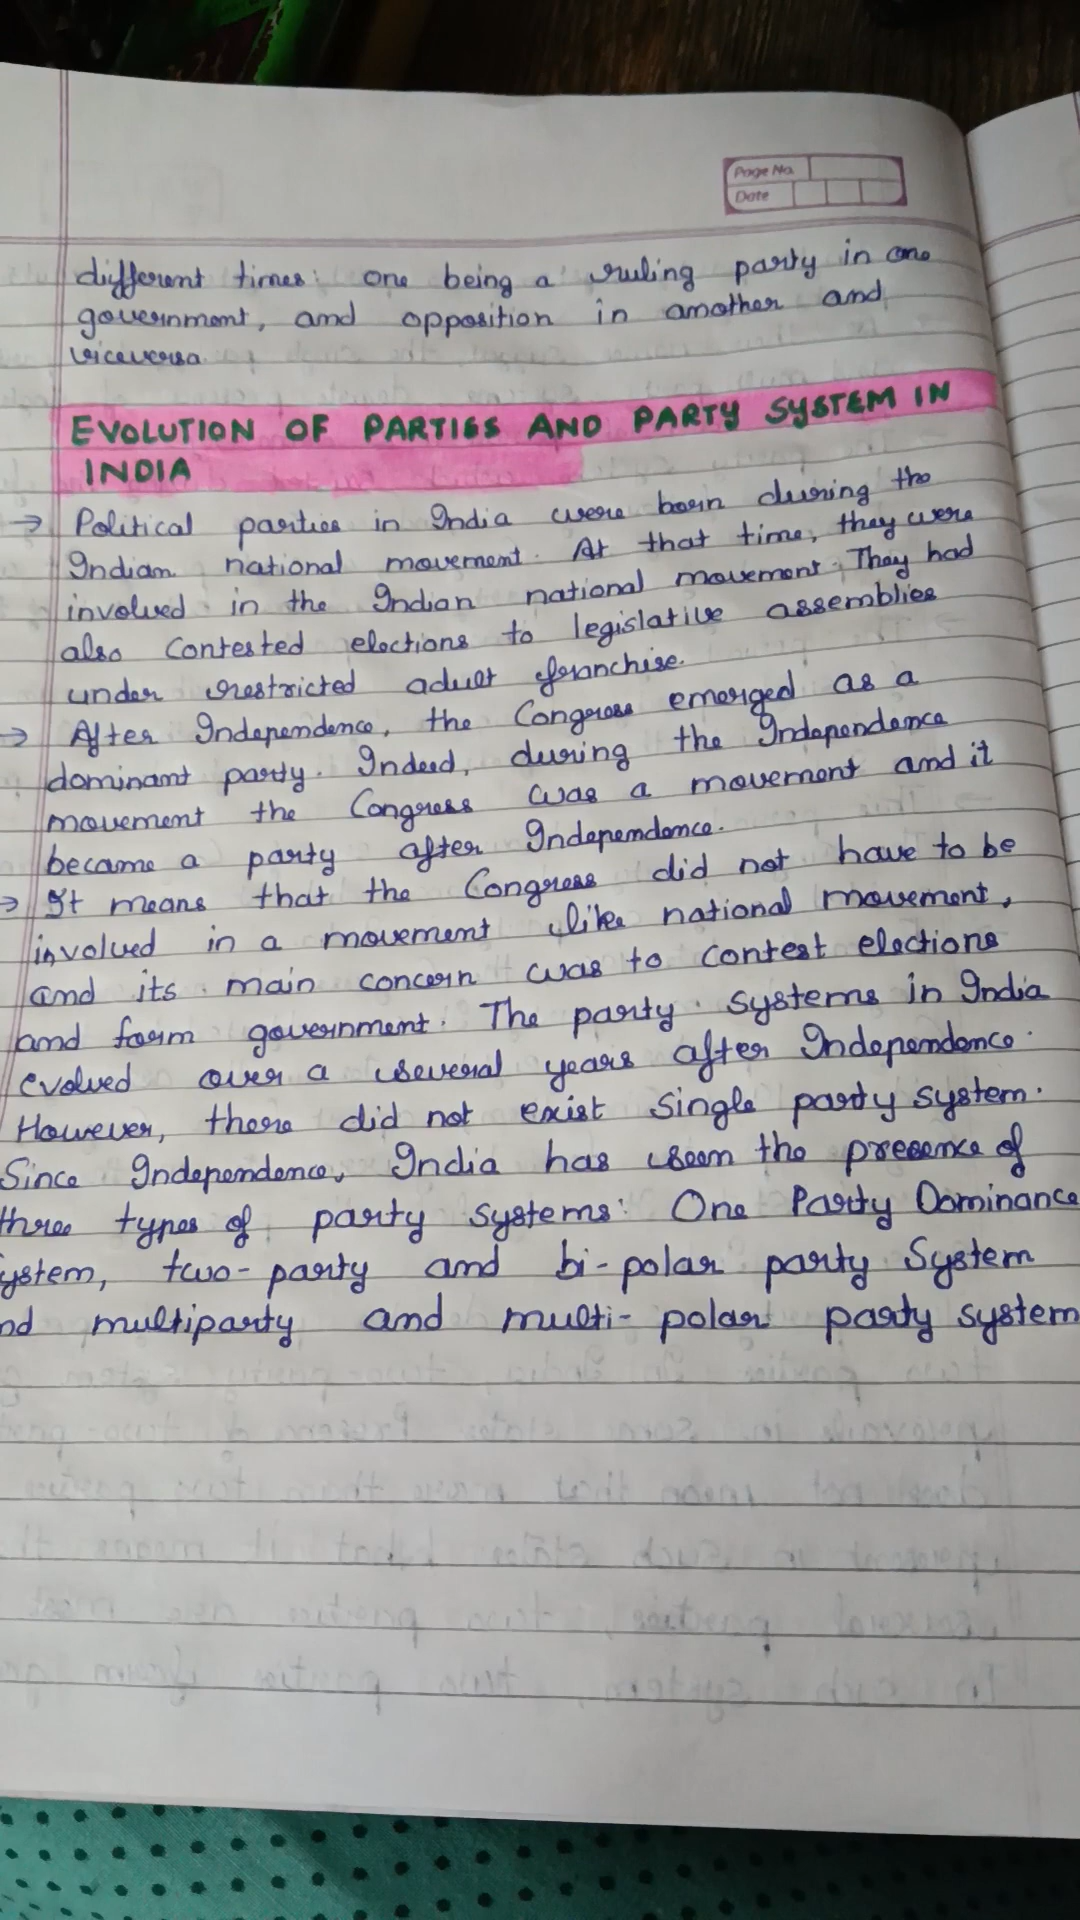 Page No.
Date
different times: one being a ruling party in one
government, and opposition in another and
viceversa.
EVOLUTION OF PARTIES AND PARTY SYSTEM IN
INDIA
→ Political parties in India were born during the
Indian national movement. At that time, they were
involved in the Indian national movement. They had
also contested elections to legislative assemblies
under restricted adult franchise.
→ After Independence, the Congress emerged as a
dominant party. Indeed, during the Independence
movement the Congress was a movement and it
became a party after Independence.
→ It means that the Congress did not have to be
involved in a movement like national movement,
and its main concern was to contest elections
and form government. The party systems in India
evolved over a several years after Independence.
However, there did not exist single party system.
Since Independence, India has seen the presence of
three types of party systems: One Party Dominance
ystem, two-party and bi-polar party System
nd multiparty and multi-polar party system